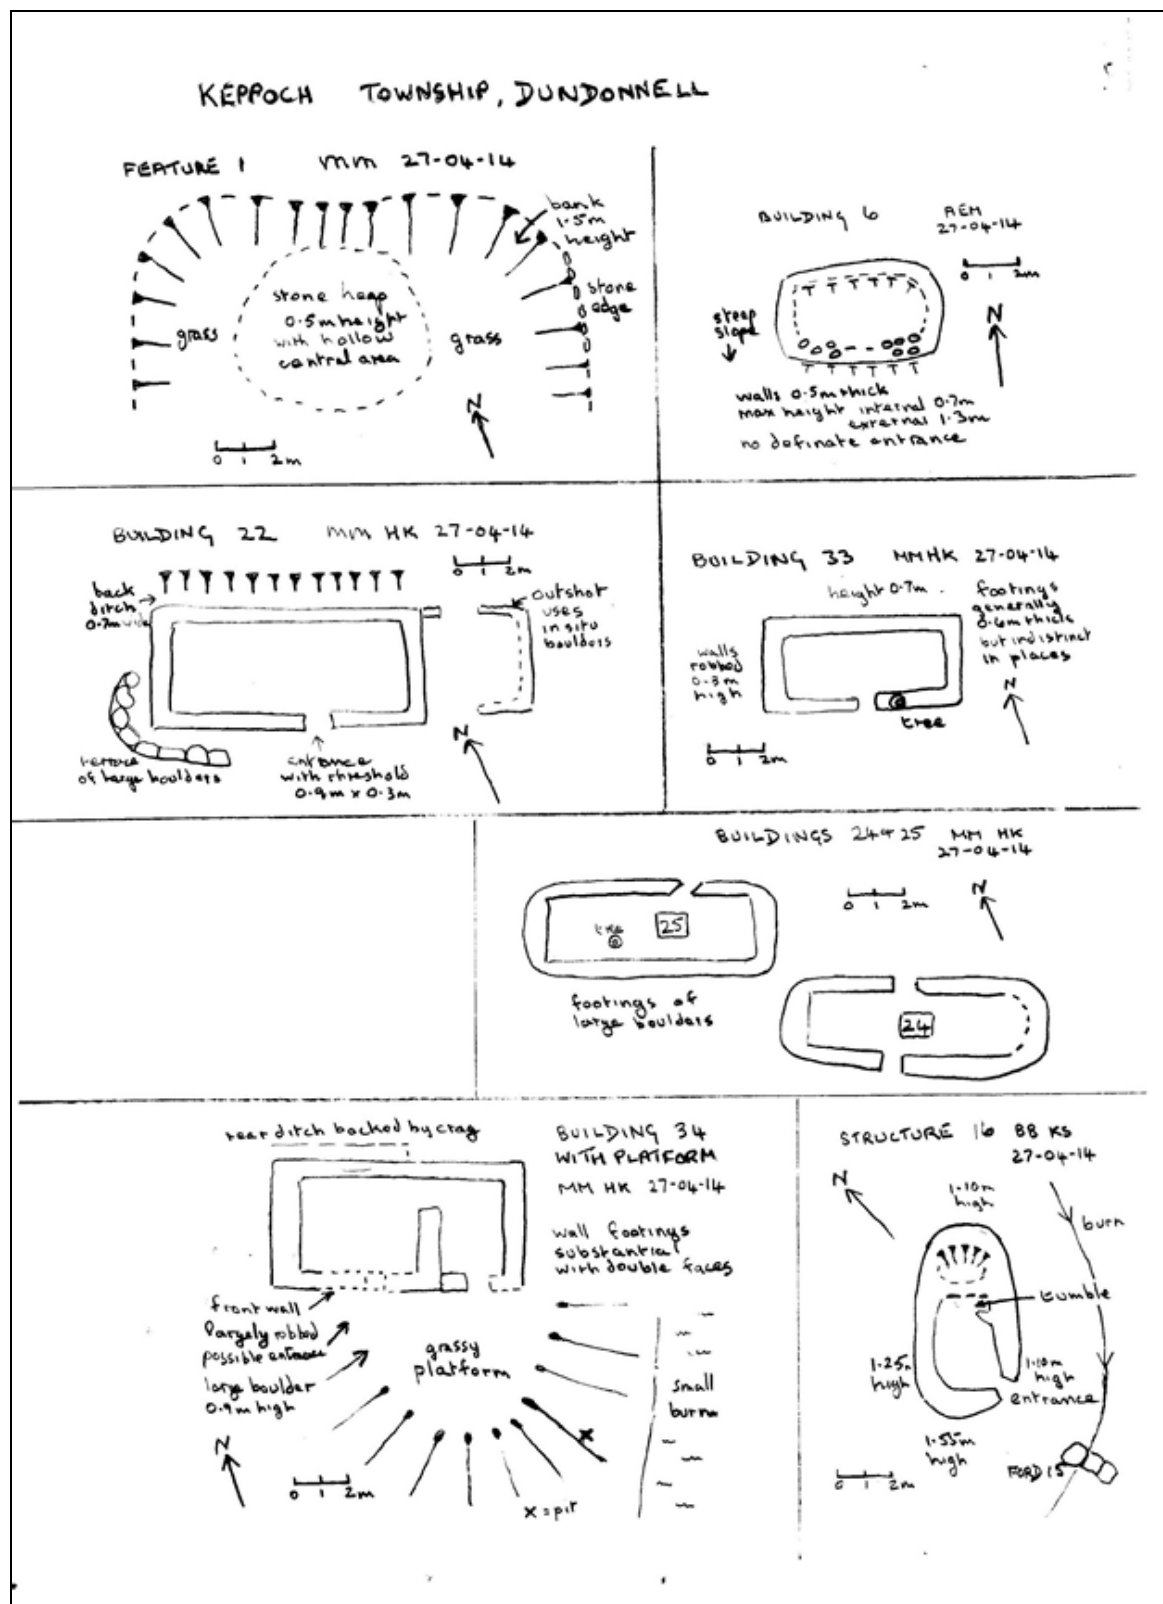 KEPPOCH TOWNSHIP, DUNDONNELL
FEATURE 1 MM 27-04-14
bank
1.5m
height
stone
edge
grass
stone heap
0.5m height
with hollow
central area
grass
N
0 1 2m
BUILDING 6 AEM
27-04-14
0 1 2m
N
steep
slope
walls 0.5m thick
max height internal 0.7m
external 1.3m
no definate entrance
BUILDING 22 MM HK 27-04-14
0 1 2m
back
ditch
0.7m wide
outshot
uses
in situ
boulders
N
terrace
of large boulders
entrance
with threshold
0.9m x 0.3m
BUILDING 33 MM HK 27-04-14
height 0.7m.
footings
generally
0.6m thick
but indistinct
in places
walls
robbed
0.3m
high
N
tree
0 1 2m
BUILDINGS 24 & 25 MM HK
27-04-14
0 1 2m
N
tree
25
footings of
large boulders
24
rear ditch backed by crag
BUILDING 34
WITH PLATFORM
MM HK 27-04-14
wall footings
substantial
with double faces
front wall
largely robbed
possible entrance
large boulder
0.9m high
grassy
platform
small
burn
N
0 1 2m
x
x = pit
STRUCTURE 16 BB KS
27-04-14
N
1.10m
high
burn
tumble
1.25m
high
1.10m
high
entrance
1.55m
high
FORD 15
0 1 2m